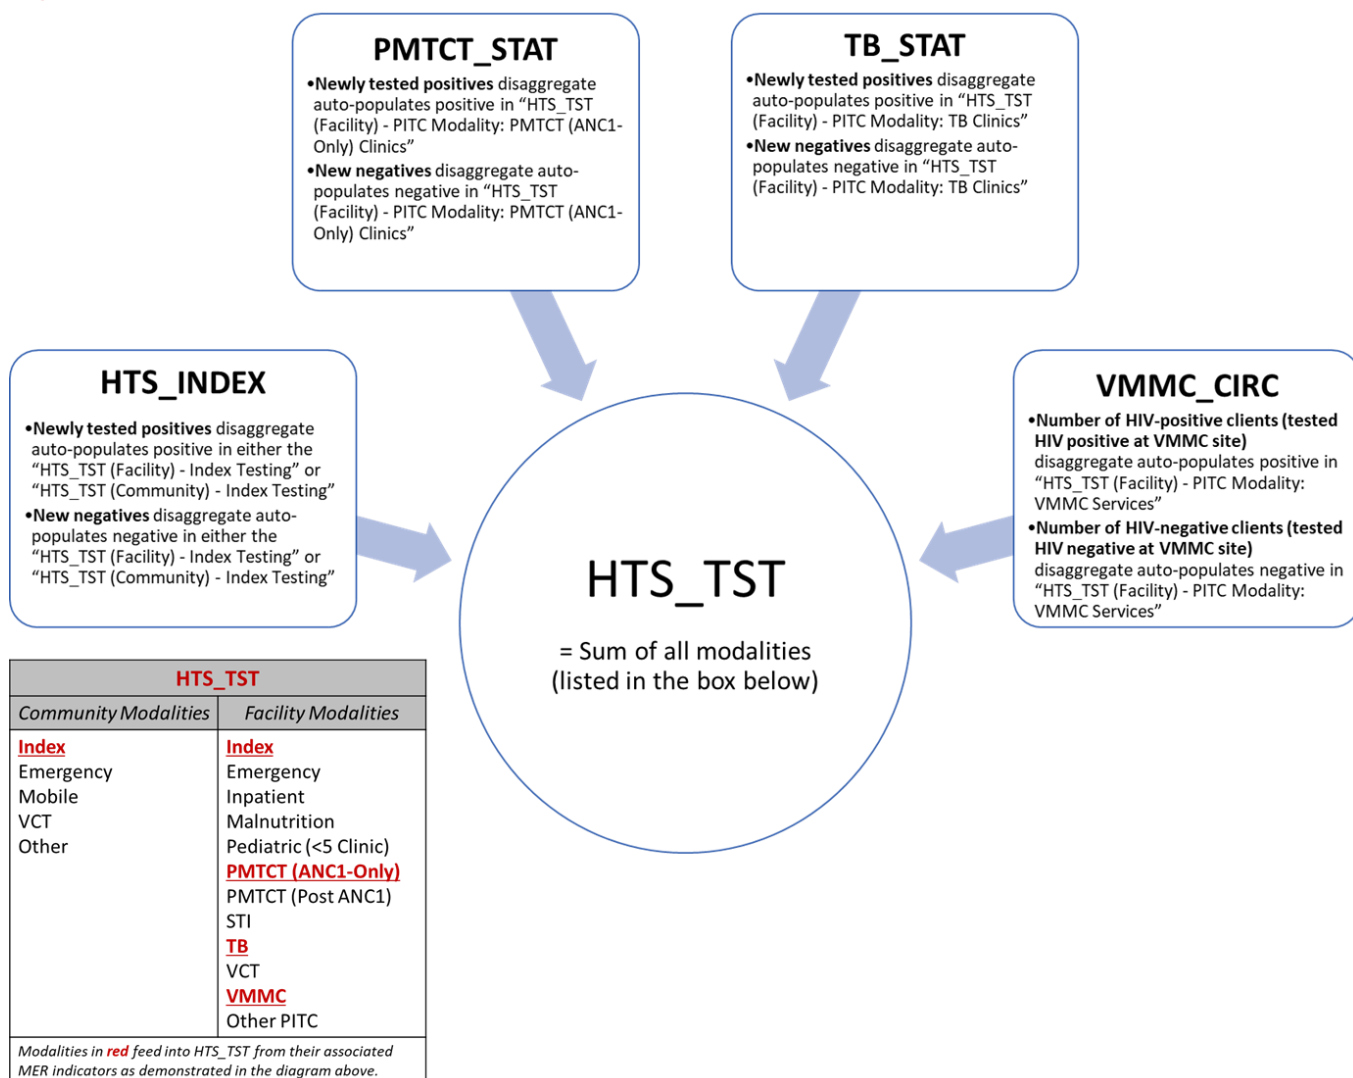 PMTCT_STAT
•Newly tested positives disaggregate
auto-populates positive in “HTS_TST
(Facility) - PITC Modality: PMTCT (ANC1-
Only) Clinics”
•New negatives disaggregate auto-
populates negative in “HTS_TST
(Facility) - PITC Modality: PMTCT (ANC1-
Only) Clinics”
TB_STAT
•Newly tested positives disaggregate
auto-populates positive in “HTS_TST
(Facility) - PITC Modality: TB Clinics”
•New negatives disaggregate auto-
populates negative in “HTS_TST
(Facility) - PITC Modality: TB Clinics”
HTS_INDEX
•Newly tested positives disaggregate
auto-populates positive in either the
“HTS_TST (Facility) - Index Testing” or
“HTS_TST (Community) - Index Testing”
•New negatives disaggregate auto-
populates negative in either the
“HTS_TST (Facility) - Index Testing” or
“HTS_TST (Community) - Index Testing”
VMMC_CIRC
•Number of HIV-positive clients (tested
HIV positive at VMMC site)
disaggregate auto-populates positive in
“HTS_TST (Facility) - PITC Modality:
VMMC Services”
•Number of HIV-negative clients (tested
HIV negative at VMMC site)
disaggregate auto-populates negative in
“HTS_TST (Facility) - PITC Modality:
VMMC Services”
HTS_TST
= Sum of all modalities
(listed in the box below)
HTS_TST
Community Modalities
Facility Modalities
Index
Emergency
Mobile
VCT
Other
Index
Emergency
Inpatient
Malnutrition
Pediatric (<5 Clinic)
PMTCT (ANC1-Only)
PMTCT (Post ANC1)
STI
TB
VCT
VMMC
Other PITC
Modalities in red feed into HTS_TST from their associated
MER indicators as demonstrated in the diagram above.